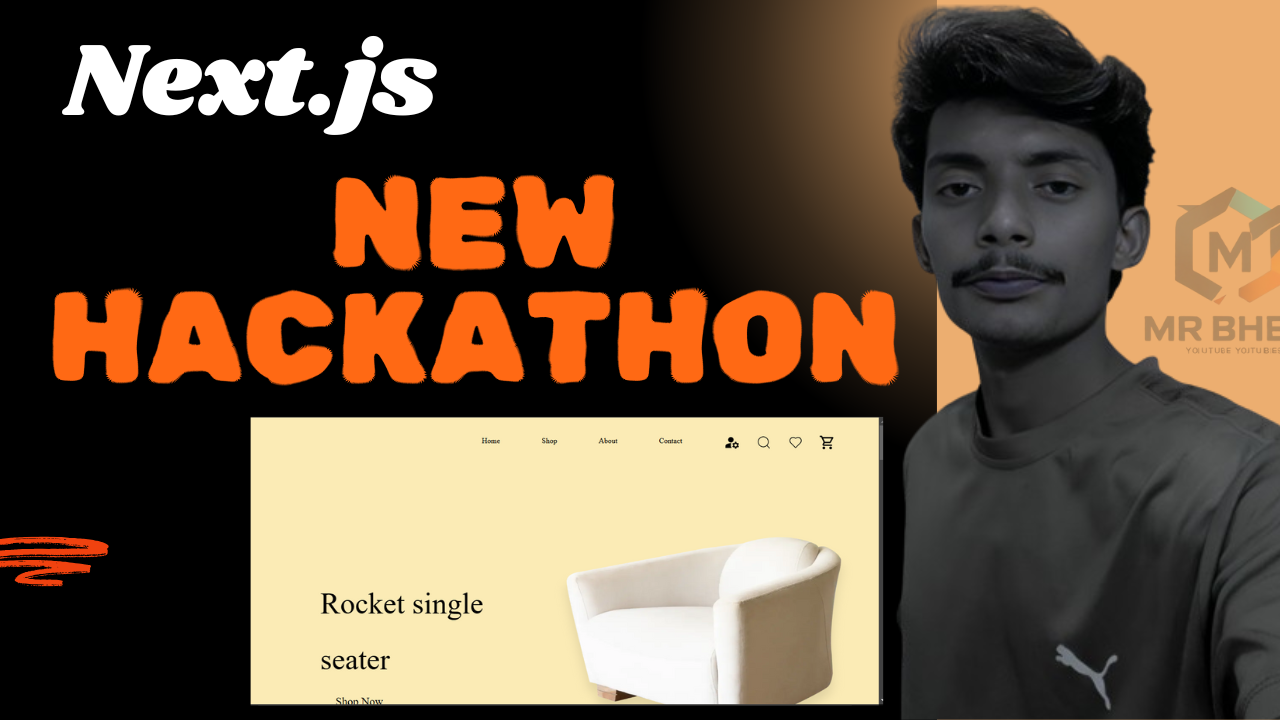 Next.js
NEW
HACKATHON
Home Shop About Contact
Rocket single
seater
Shop Now
M
MR BHE